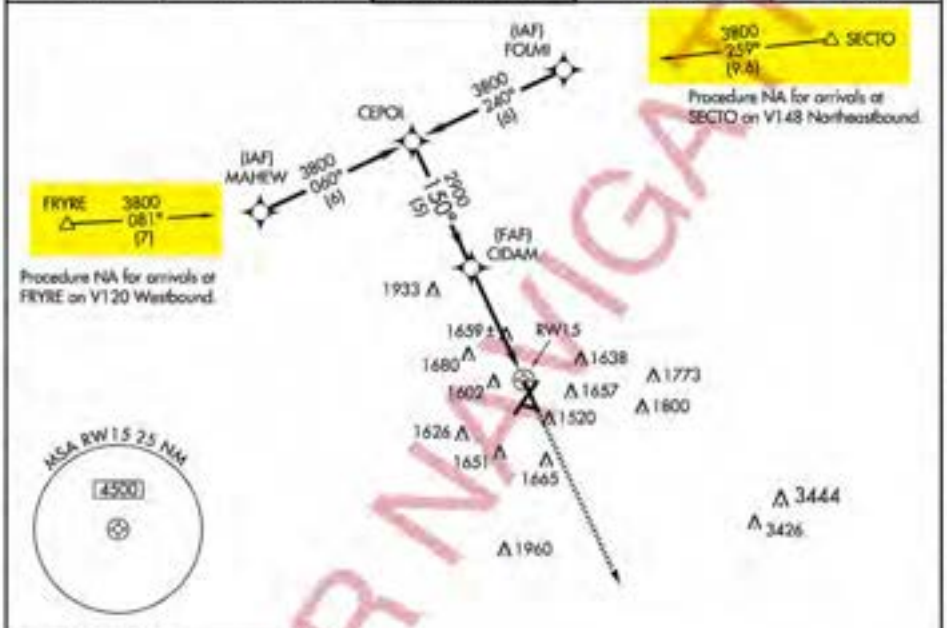 (IAF)
FOLMI
3800
240°
(6)
CEPOI
(IAF)
MAHEW
3800
060°
(6)
3800
259°
(9.6)
SECTO
Procedure NA for arrivals at
SECTO on V148 Northeastbound.
FRYRE
3800
081°
(7)
Procedure NA for arrivals at
FRYRE on V120 Westbound.
2900
150°
(5)
(FAF)
CIDAM
1933
1659±
RW15
1680
1638
1602
1657
1773
1800
1520
1626
1651
1665
3444
3426
1960
MSA RW15 25 NM
4500
R NAVIGA